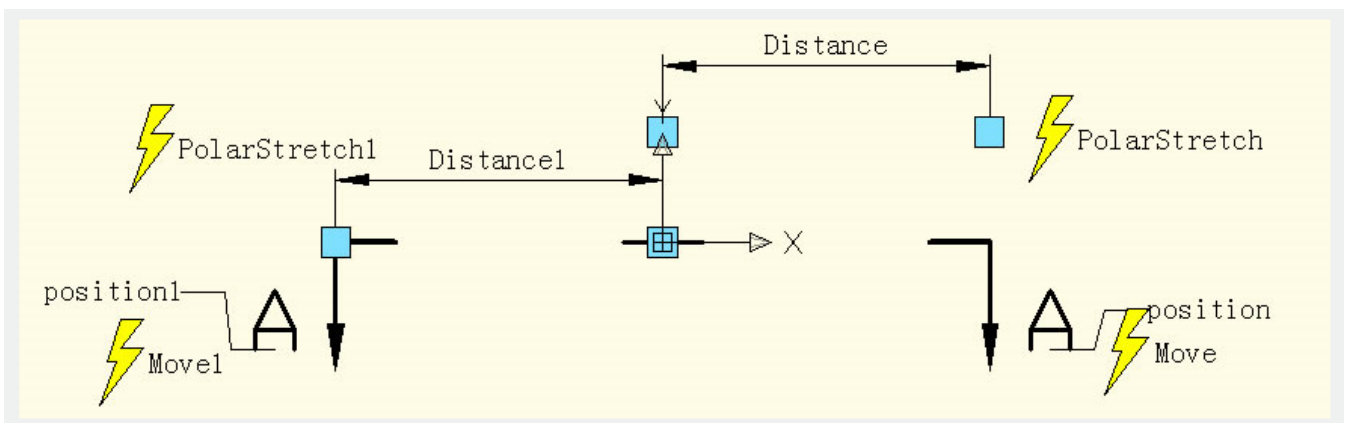 Distance
Y
PolarStretch1
PolarStretch
Distance1
X
position1
A
A
position
Move1
Move